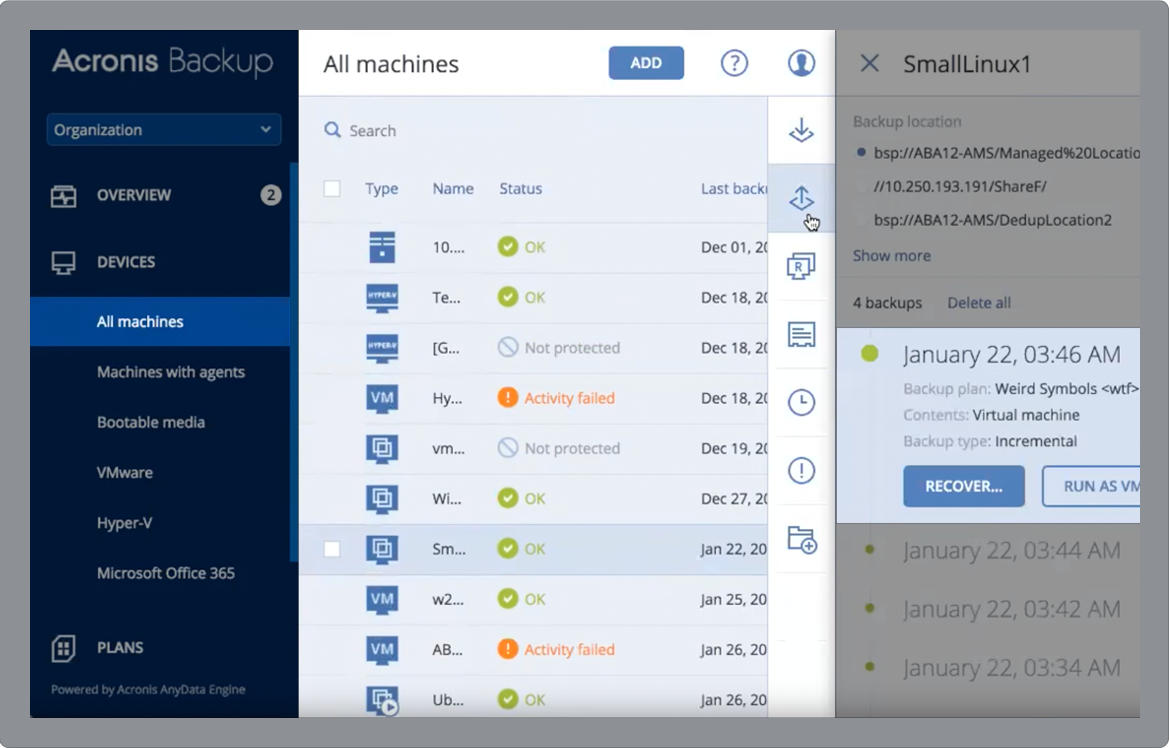 Acronis Backup
Organization
OVERVIEW 2
DEVICES
All machines
Machines with agents
Bootable media
VMware
Hyper-V
Microsoft Office 365
PLANS
Powered by Acronis AnyData Engine
All machines ADD ?
Search
Type Name Status Last back
10.... OK Dec 01, 20
HYPER-V Te... OK Dec 18, 20
HYPER-V [G... Not protected Dec 18, 20
VM Hy... Activity failed Dec 18, 20
vm... Not protected Dec 19, 20
Wi... OK Dec 27, 20
Sm... OK Jan 22, 20
VM w2... OK Jan 25, 20
VM AB... Activity failed Jan 26, 20
Ub... OK Jan 26, 20
R
SmallLinux1
Backup location
bsp://ABA12-AMS/Managed%20Locatio
//10.250.193.191/ShareF/
bsp://ABA12-AMS/DedupLocation2
Show more
4 backups Delete all
January 22, 03:46 AM
Backup plan: Weird Symbols <wtf>
Contents: Virtual machine
Backup type: Incremental
RECOVER... RUN AS VM
January 22, 03:44 AM
January 22, 03:42 AM
January 22, 03:34 AM